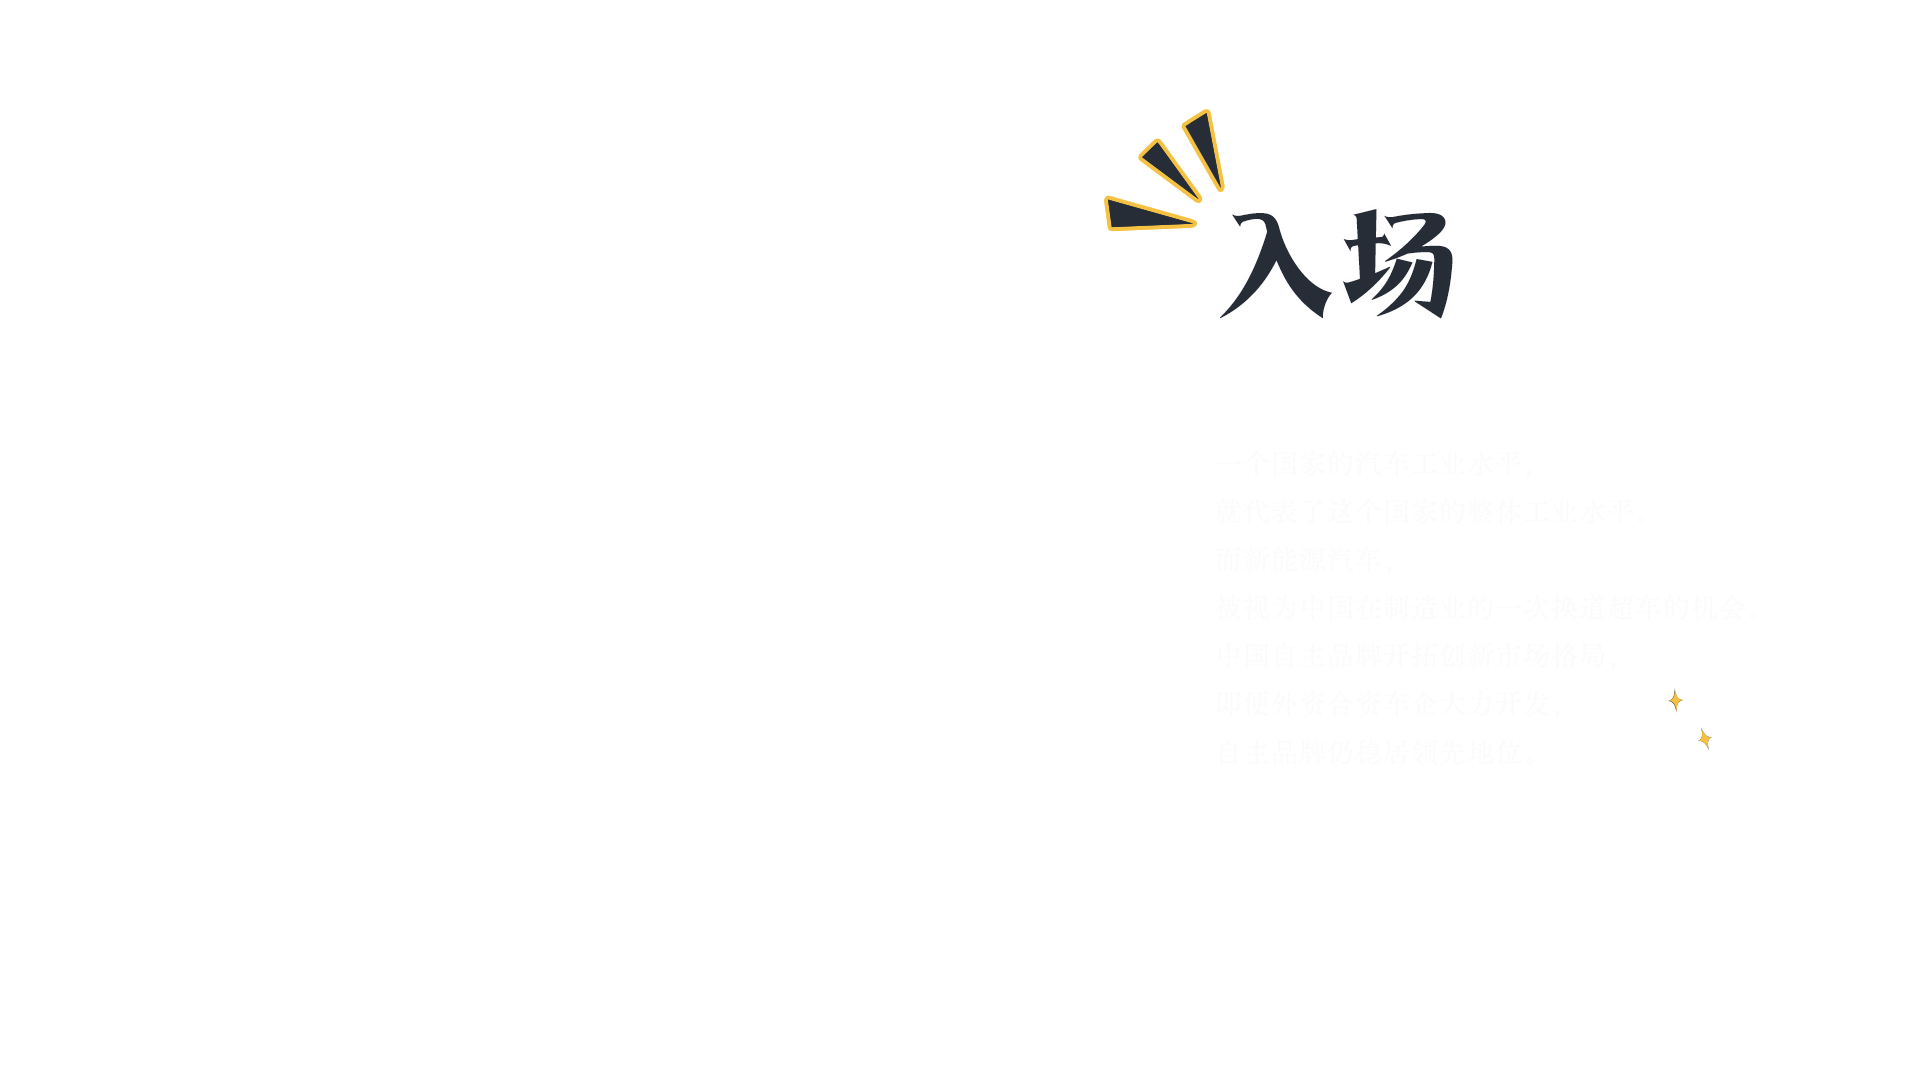 入场
一个国家的汽车工业水平，
就代表了这个国家的整体工业水平。
而新能源汽车，
被视为中国在制造业的一次换道超车的机会。
中国自主品牌开拓创新市场格局，
即便外资合资车企大力开发，
自主品牌仍稳居领先地位。